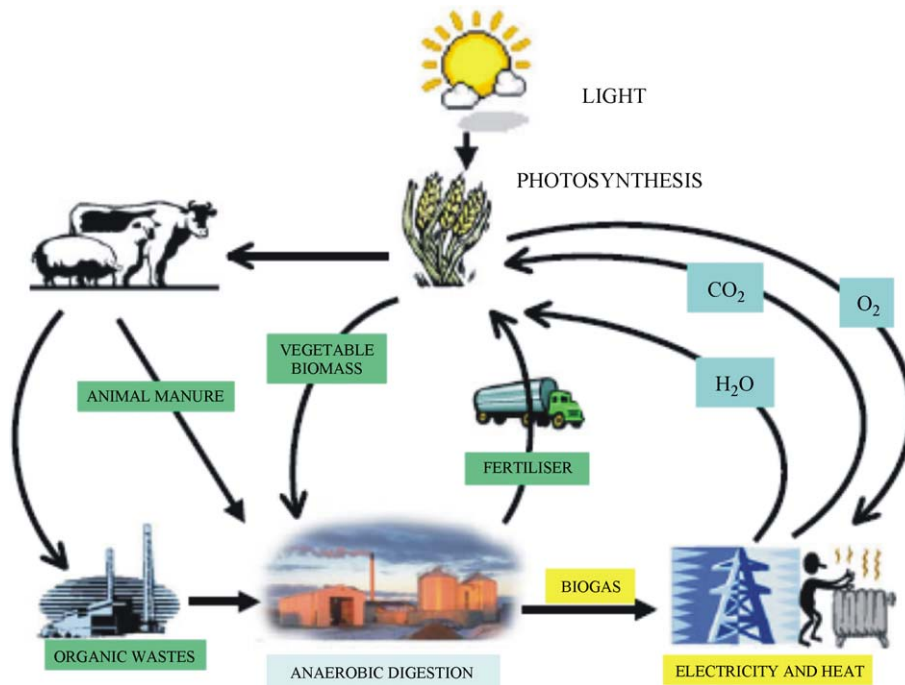 LIGHT
PHOTOSYNTHESIS
CO₂
O₂
VEGETABLE
BIOMASS
H₂O
ANIMAL MANURE
FERTILISER
BIOGAS
ORGANIC WASTES
ANAEROBIC DIGESTION
ELECTRICITY AND HEAT